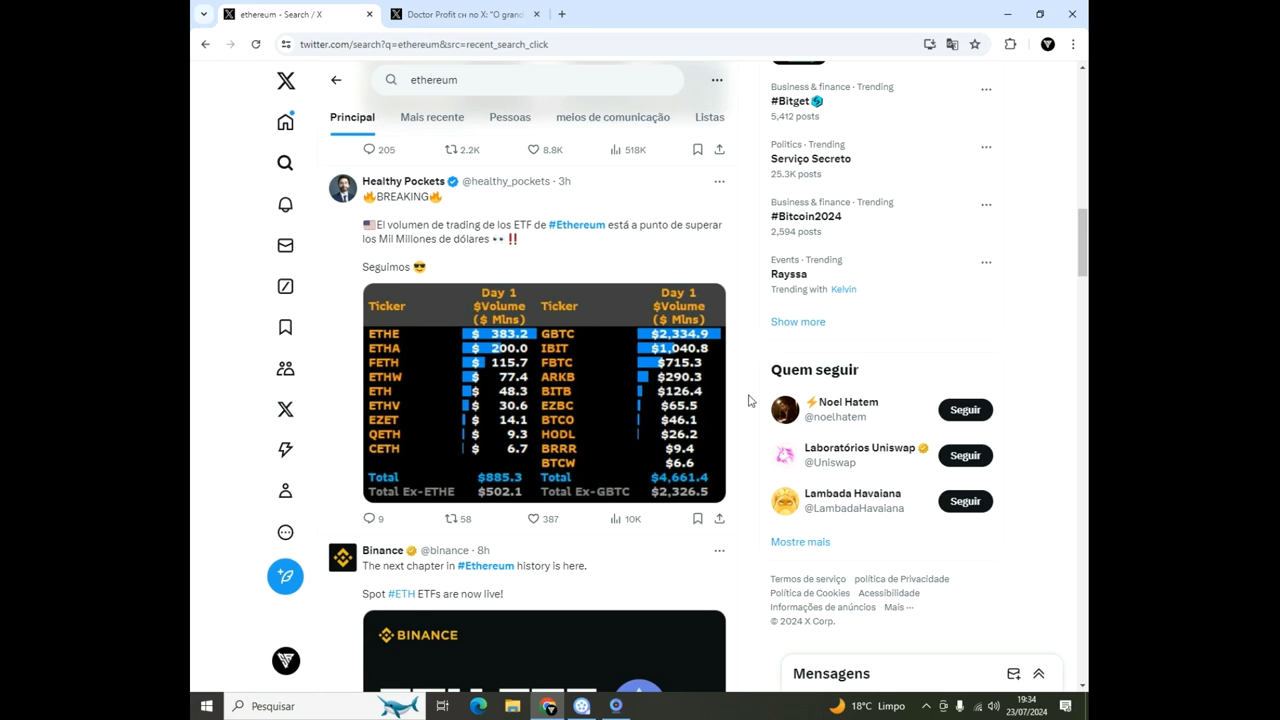 ethereum - Search / X
Doctor Profit сн no X: "O grand
twitter.com/search?q=ethereum&src=recent_search_click
ethereum
Principal
Mais recente
Pessoas
meios de comunicação
Listas
205
2.2K
8.8K
518K
Healthy Pockets @healthy_pockets · 3h
🔥BREAKING🔥
🇺🇸El volumen de trading de los ETF de #Ethereum está a punto de superar
los Mil Millones de dólares 👀 ‼️
Seguimos 😎
Day 1 Day 1
Ticker $Volume Ticker $Volume
($ Mlns) ($ Mlns)
ETHE $ 383.2 GBTC $2,334.9
ETHA $ 200.0 IBIT $1,040.8
FETH $ 115.7 FBTC $715.3
ETHW $ 77.4 ARKB $290.3
ETH $ 48.3 BITB $126.4
ETHV $ 30.6 EZBC $65.5
EZET $ 14.1 BTCO $46.1
QETH $ 9.3 HODL $26.2
CETH $ 6.7 BRRR $9.4
BTCW $6.6
Total $885.3 Total $4,661.4
Total Ex-ETHE $502.1 Total Ex-GBTC $2,326.5
9
58
387
10K
Binance @binance · 8h
The next chapter in #Ethereum history is here.
Spot #ETH ETFs are now live!
BINANCE
Business & finance · Trending
#Bitget
5,412 posts
Politics · Trending
Serviço Secreto
25.3K posts
Business & finance · Trending
#Bitcoin2024
2,594 posts
Events · Trending
Rayssa
Trending with Kelvin
Show more
Quem seguir
⚡Noel Hatem
@noelhatem
Seguir
Laboratórios Uniswap
@Uniswap
Seguir
Lambada Havaiana
@LambadaHavaiana
Seguir
Mostre mais
Termos de serviço política de Privacidade
Política de Cookies Acessibilidade
Informações de anúncios Mais ···
© 2024 X Corp.
Mensagens
Pesquisar
18°C Limpo
19:34
23/07/2024